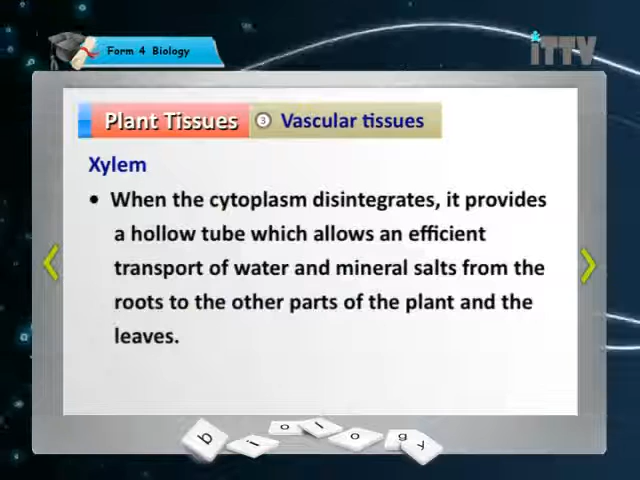 Form 4 Biology
iTTV
Plant Tissues 3 Vascular tissues
Xylem
• When the cytoplasm disintegrates, it provides
a hollow tube which allows an efficient
transport of water and mineral salts from the
roots to the other parts of the plant and the
leaves.
biology